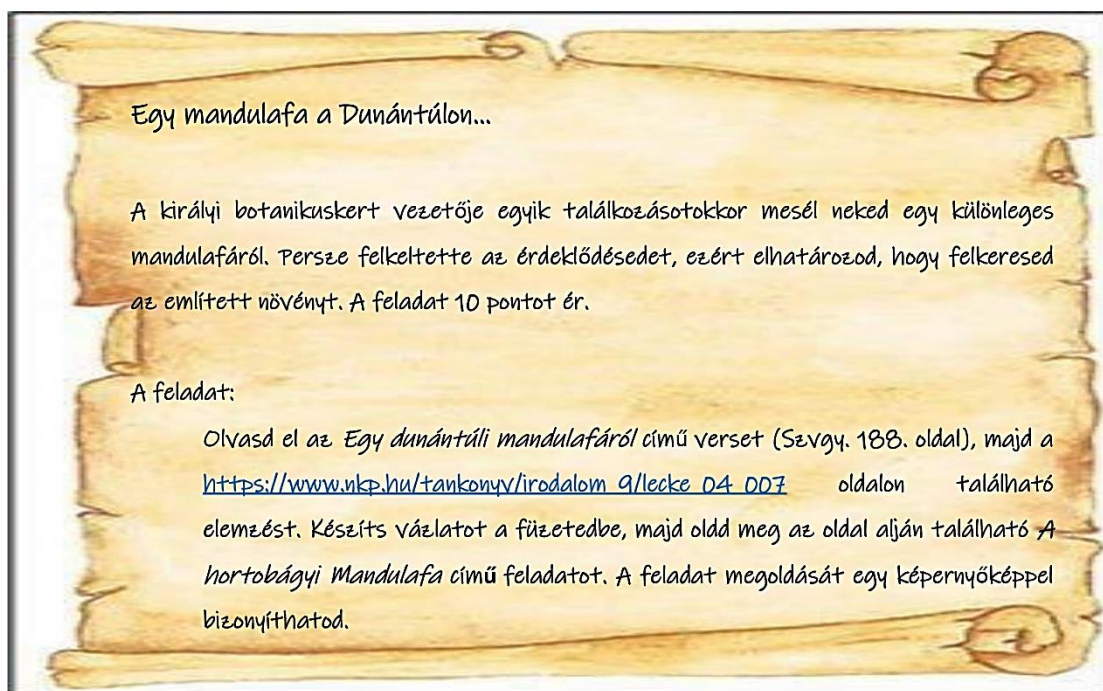 Egy mandulafa a Dunántúlon...
A királyi botanikuskert vezetője egyik találkozásotokkor mesél neked egy különleges
mandulafáról. Persze felkeltette az érdeklődésedet, ezért elhatározod, hogy felkeresed
az említett növényt. A feladat 10 pontot ér.
A feladat:
Olvasd el az Egy dunántúli mandulafáról című verset (Szvgy. 188. oldal), majd a
https://www.nkp.hu/tankonyv/irodalom_9/lecke_04_007 oldalon található
elemzést. Készíts vázlatot a füzetedbe, majd oldd meg az oldal alján található A
hortobágyi Mandulafa című feladatot. A feladat megoldását egy képernyőképpel
bizonyíthatod.